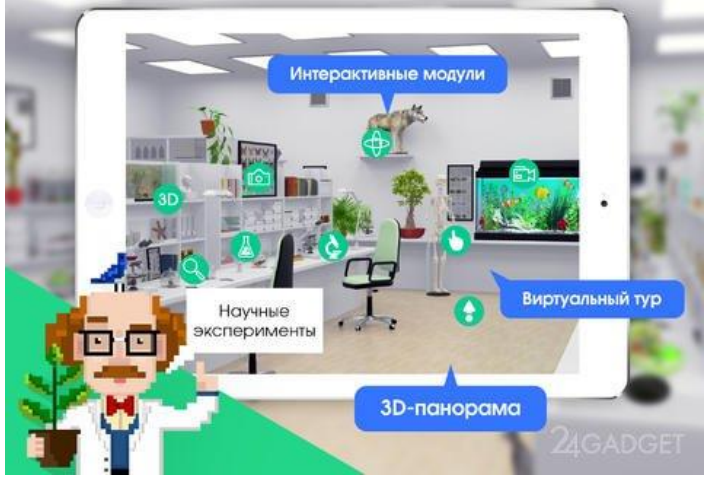 Интерактивные модули
3D
Виртуальный тур
Научные
эксперименты
3D-панорама
24GADGET